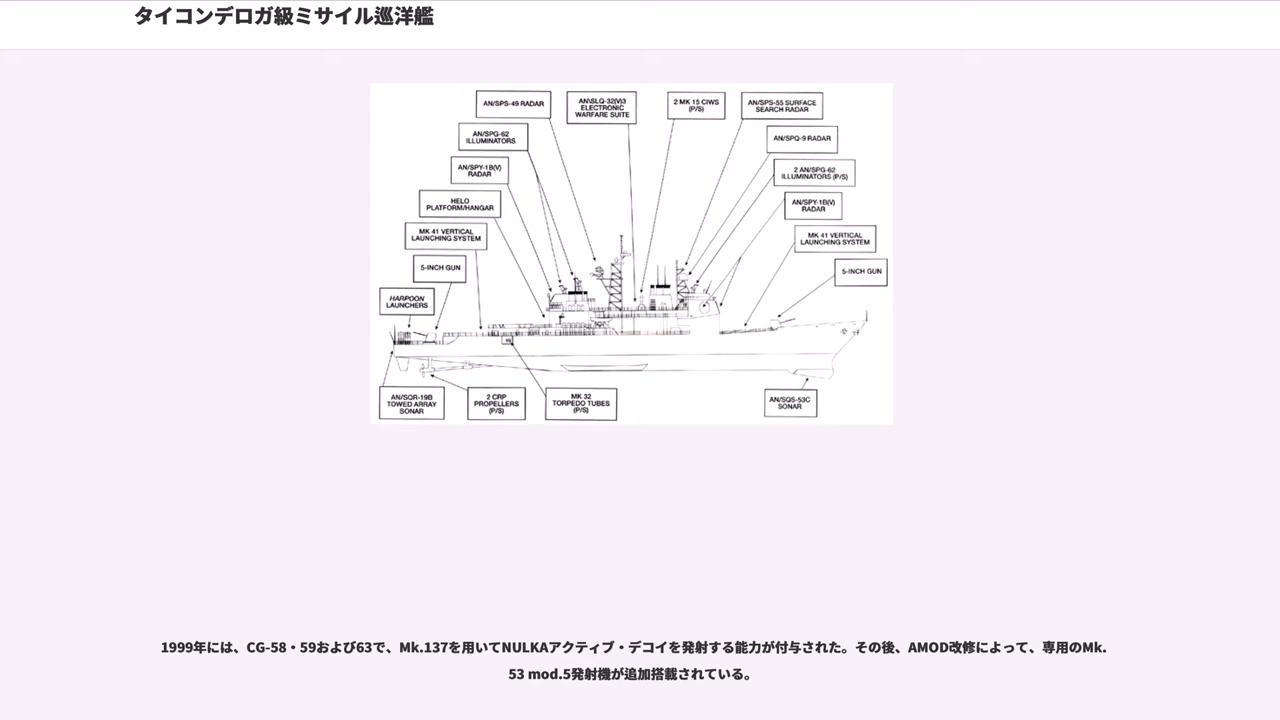 タイコンデロガ級ミサイル巡洋艦
AN/SPS-49 RADAR
AN\SLQ-32(V)3
ELECTRONIC
WARFARE SUITE
2 MK 15 CIWS
(P/S)
AN/SPS-55 SURFACE
SEARCH RADAR
AN/SPG-62
ILLUMINATORS
AN/SPQ-9 RADAR
AN/SPY-1B(V)
RADAR
2 AN/SPG-62
ILLUMINATORS (P/S)
HELO
PLATFORM/HANGAR
AN/SPY-1B(V)
RADAR
MK 41 VERTICAL
LAUNCHING SYSTEM
MK 41 VERTICAL
LAUNCHING SYSTEM
5-INCH GUN
5-INCH GUN
HARPOON
LAUNCHERS
AN/SQR-19B
TOWED ARRAY
SONAR
2 CRP
PROPELLERS
(P/S)
MK 32
TORPEDO TUBES
(P/S)
AN/SQS-53C
SONAR
1999年には、CG-58・59および63で、Mk.137を用いてNULKAアクティブ・デコイを発射する能力が付与された。その後、AMOD改修によって、専用のMk.
53 mod.5発射機が追加搭載されている。